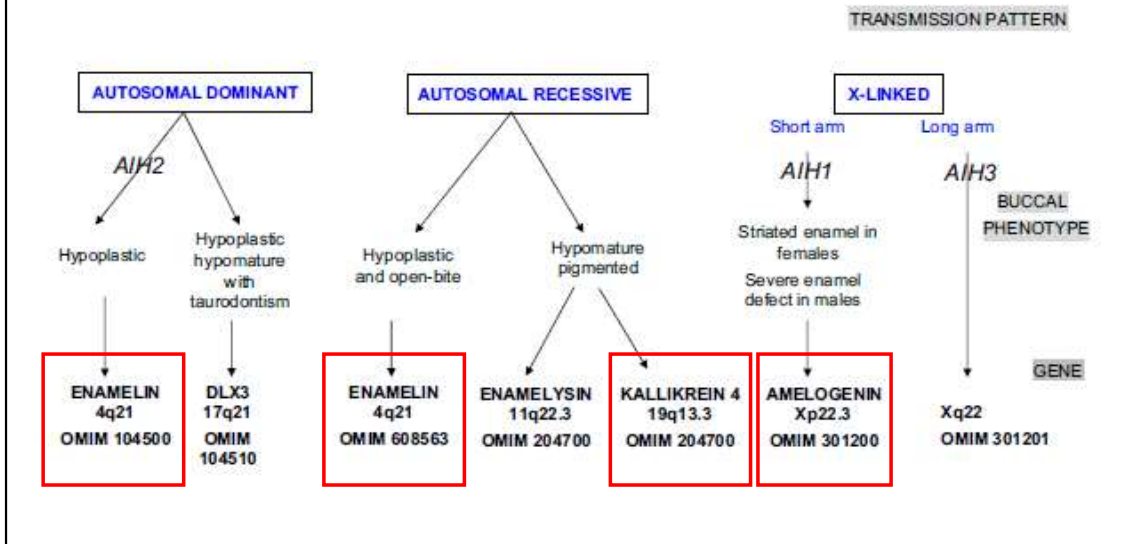 TRANSMISSION PATTERN
AUTOSOMAL DOMINANT
AUTOSOMAL RECESSIVE
X-LINKED
Short arm
Long arm
AIH2
AIH1
AIH3
BUCCAL
PHENOTYPE
Hypoplastic
Hypoplastic
hypomature
with
taurodontism
Hypoplastic
and open-bite
Hypomature
pigmented
Striated enamel in
females
Severe enamel
defect in males
GENE
ENAMELIN
4q21
OMIM 104500
DLX3
17q21
OMIM
104510
ENAMELIN
4q21
OMIM 608563
ENAMELYSIN
11q22.3
OMIM 204700
KALLIKREIN 4
19q13.3
OMIM 204700
AMELOGENIN
Xp22.3
OMIM 301200
Xq22
OMIM 301201